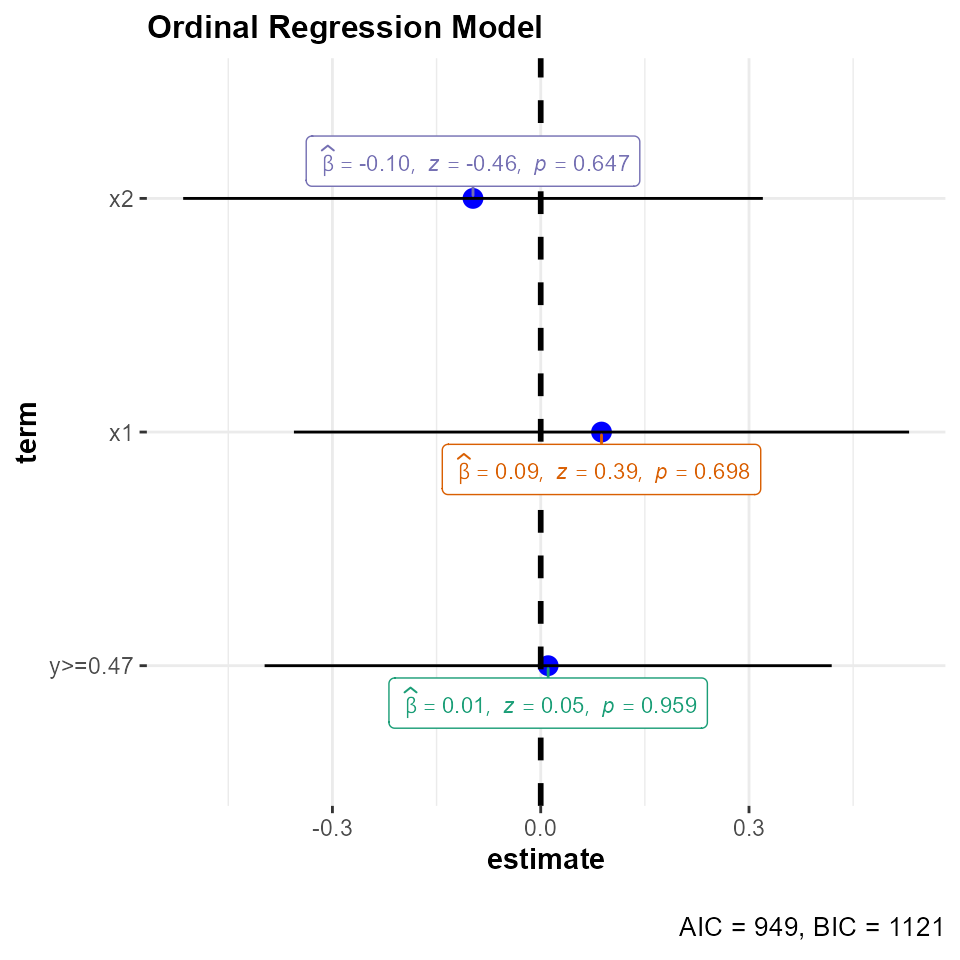 Ordinal Regression Model
β̂ = -0.10, z = -0.46, p = 0.647
x2
term
x1
β̂ = 0.09, z = 0.39, p = 0.698
y>=0.47
β̂ = 0.01, z = 0.05, p = 0.959
-0.3 0.0 0.3
estimate
AIC = 949, BIC = 1121